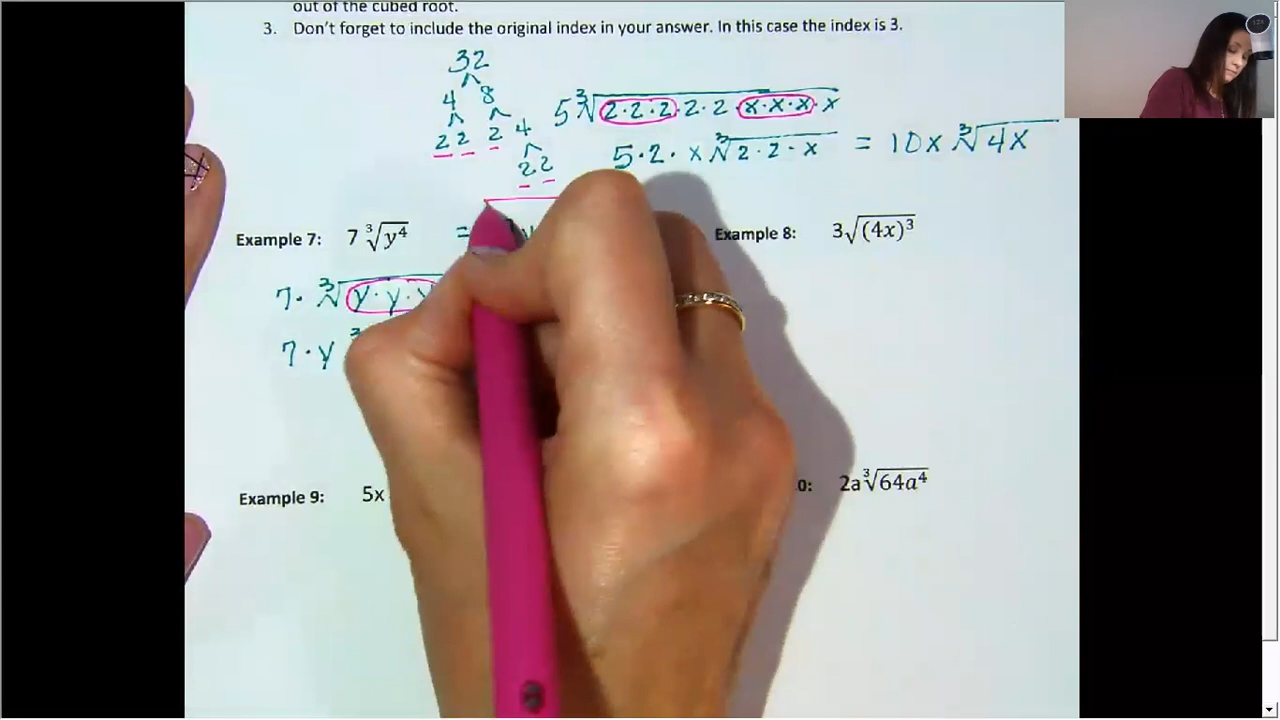 out of the cubed root.
3. Don't forget to include the original index in your answer. In this case the index is 3.
32
4 8
2 2 2 4
2 2
5∛2·2·2·2·2·x·x·x·x
5·2·x∛2·2·x = 10x∛4x
Example 7: 7∛y⁴ =
Example 8: 3√(4x)³
7·∛y·y·y
7·y
Example 9: 5x
0: 2a∛64a⁴